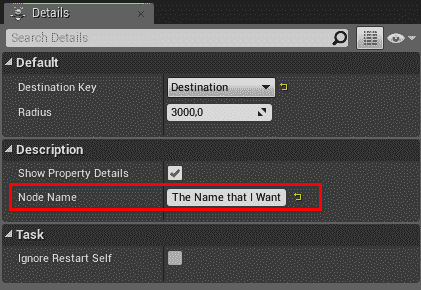 Details
Search Details
Default
Destination Key Destination
Radius 3000,0
Description
Show Property Details
Node Name The Name that I Want
Task
Ignore Restart Self